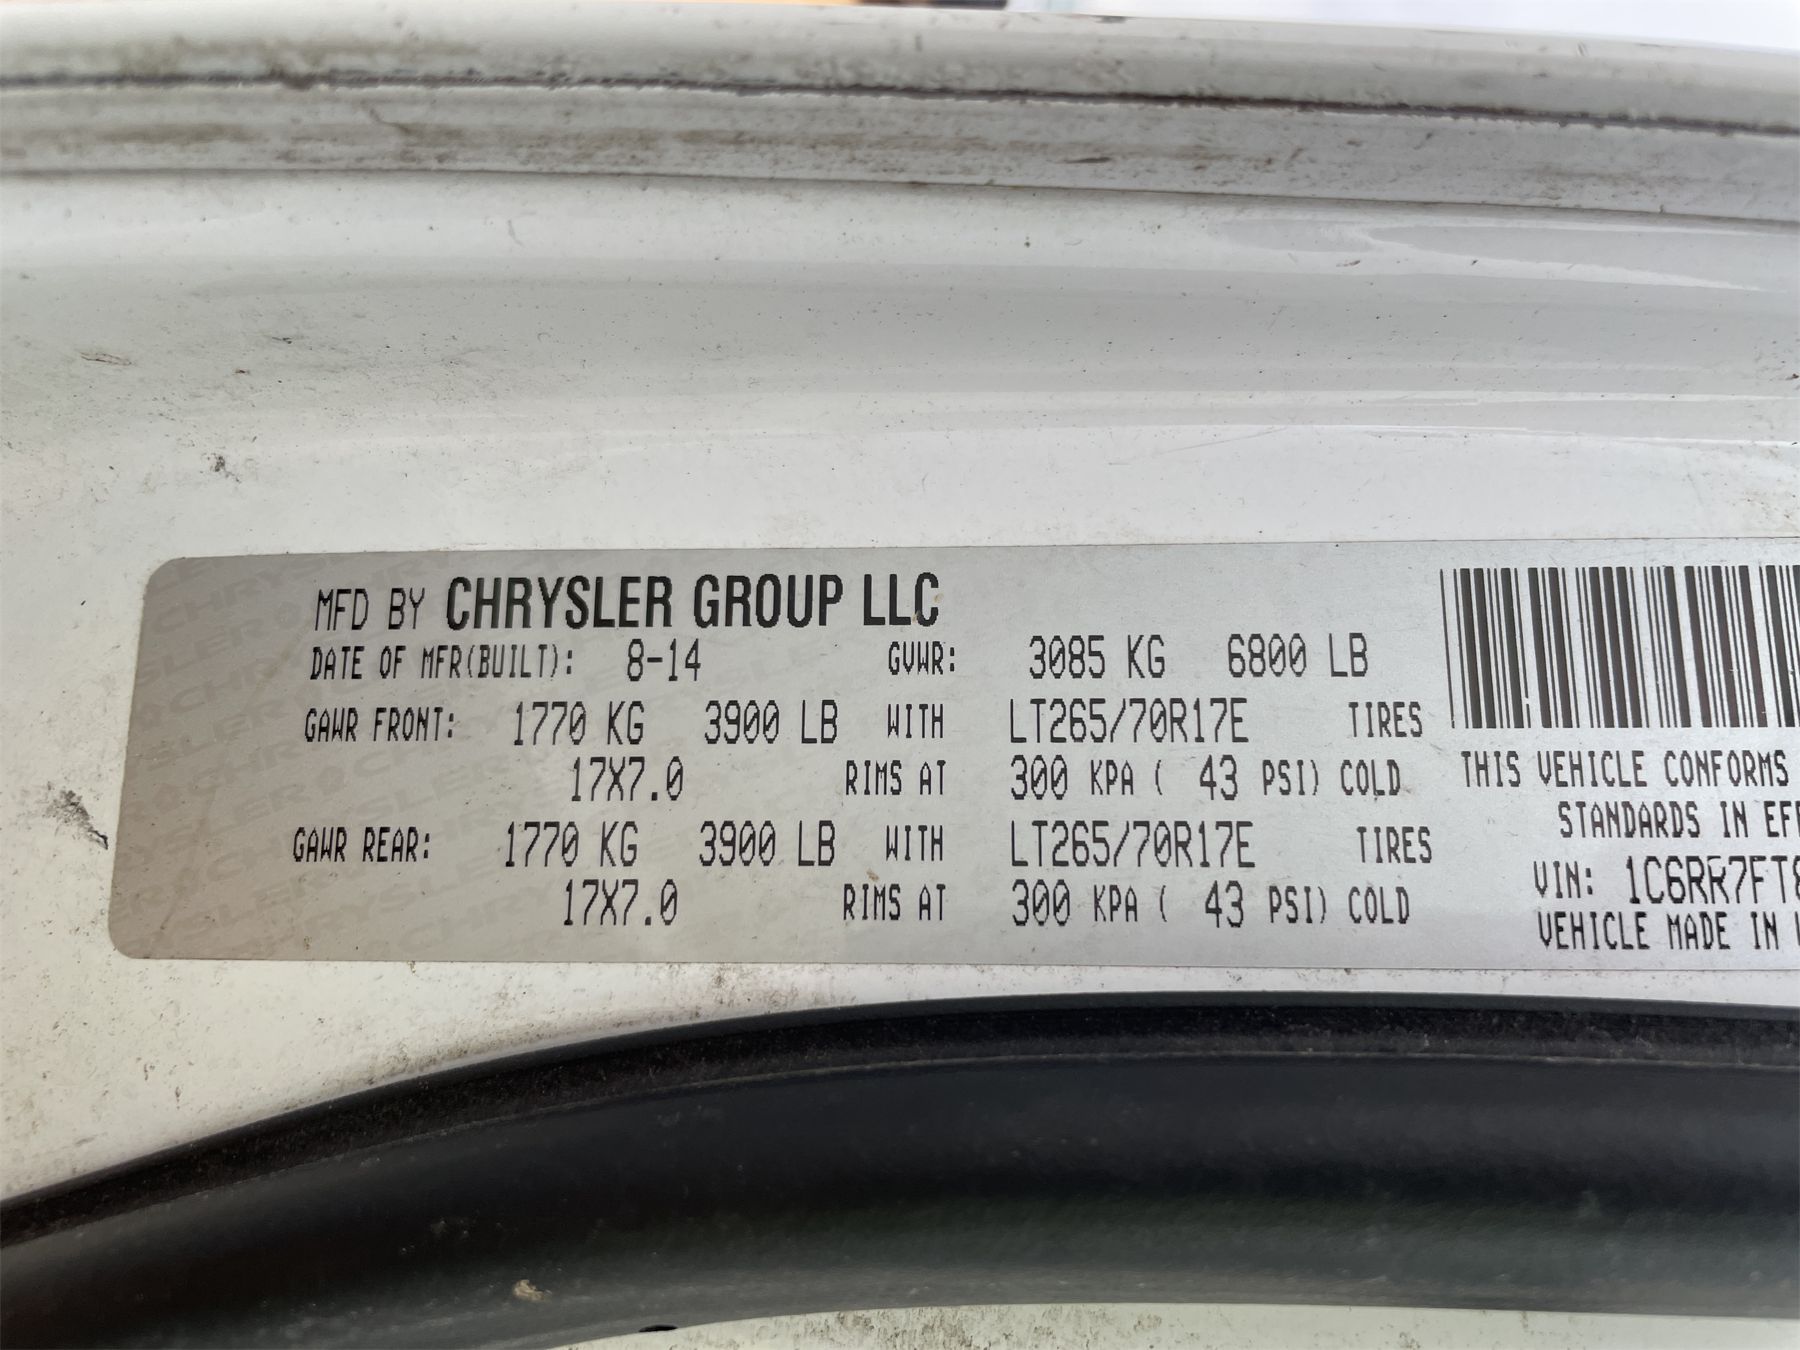 MFD BY CHRYSLER GROUP LLC
DATE OF MFR(BUILT): 8-14 GVWR: 3085 KG 6800 LB
GAWR FRONT: 1770 KG 3900 LB WITH LT265/70R17E TIRES
17X7.0 RIMS AT 300 KPA ( 43 PSI) COLD
GAWR REAR: 1770 KG 3900 LB WITH LT265/70R17E TIRES
17X7.0 RIMS AT 300 KPA ( 43 PSI) COLD
THIS VEHICLE CONFORMS
STANDARDS IN EFF
VIN: 1C6RR7FT8
VEHICLE MADE IN